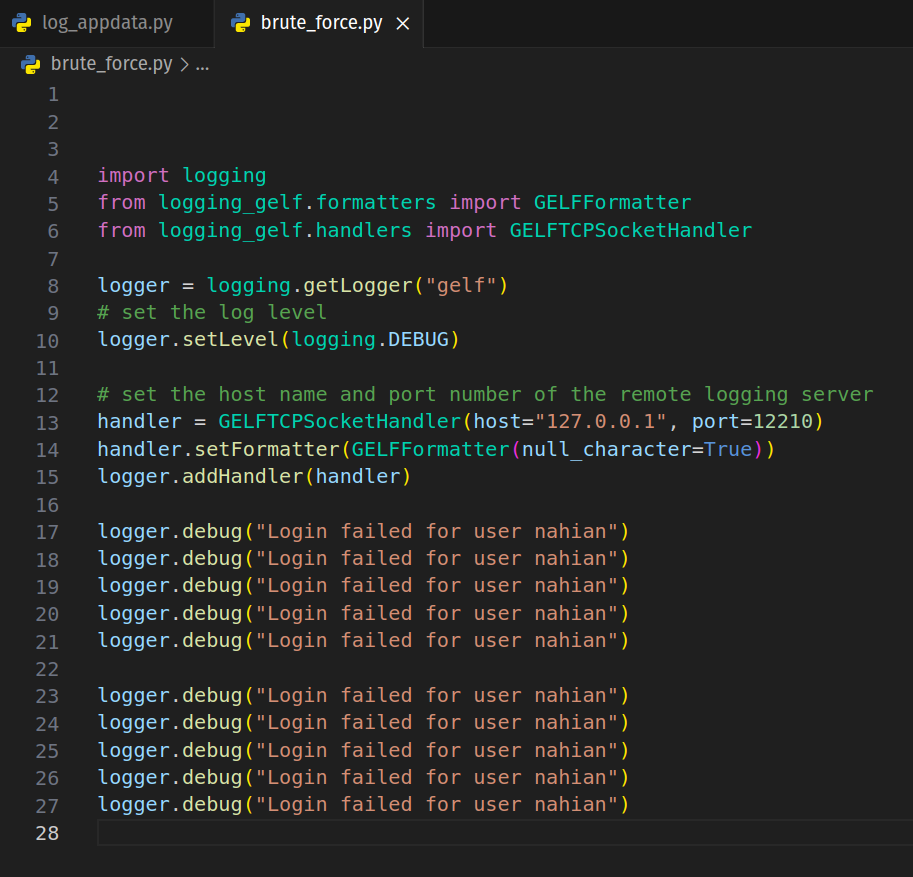 log_appdata.py brute_force.py ×
brute_force.py > ...
1
2
3
4 import logging
5 from logging_gelf.formatters import GELFFormatter
6 from logging_gelf.handlers import GELFTCPSocketHandler
7
8 logger = logging.getLogger("gelf")
9 # set the log level
10 logger.setLevel(logging.DEBUG)
11
12 # set the host name and port number of the remote logging server
13 handler = GELFTCPSocketHandler(host="127.0.0.1", port=12210)
14 handler.setFormatter(GELFFormatter(null_character=True))
15 logger.addHandler(handler)
16
17 logger.debug("Login failed for user nahian")
18 logger.debug("Login failed for user nahian")
19 logger.debug("Login failed for user nahian")
20 logger.debug("Login failed for user nahian")
21 logger.debug("Login failed for user nahian")
22
23 logger.debug("Login failed for user nahian")
24 logger.debug("Login failed for user nahian")
25 logger.debug("Login failed for user nahian")
26 logger.debug("Login failed for user nahian")
27 logger.debug("Login failed for user nahian")
28